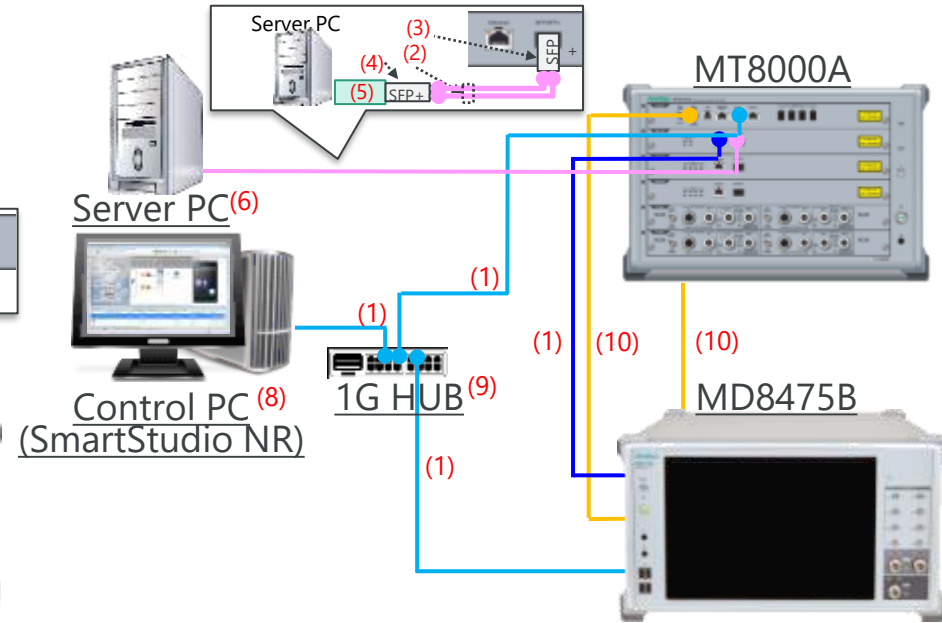 Server PC
(3)
(2)
(4)
(5)
SFP+
SFP
+
MT8000A
Server PC(6)
(1)
(1)
(1)
(10)
(10)
1G HUB(9)
Control PC (8)
(SmartStudio NR)
MD8475B
(1)